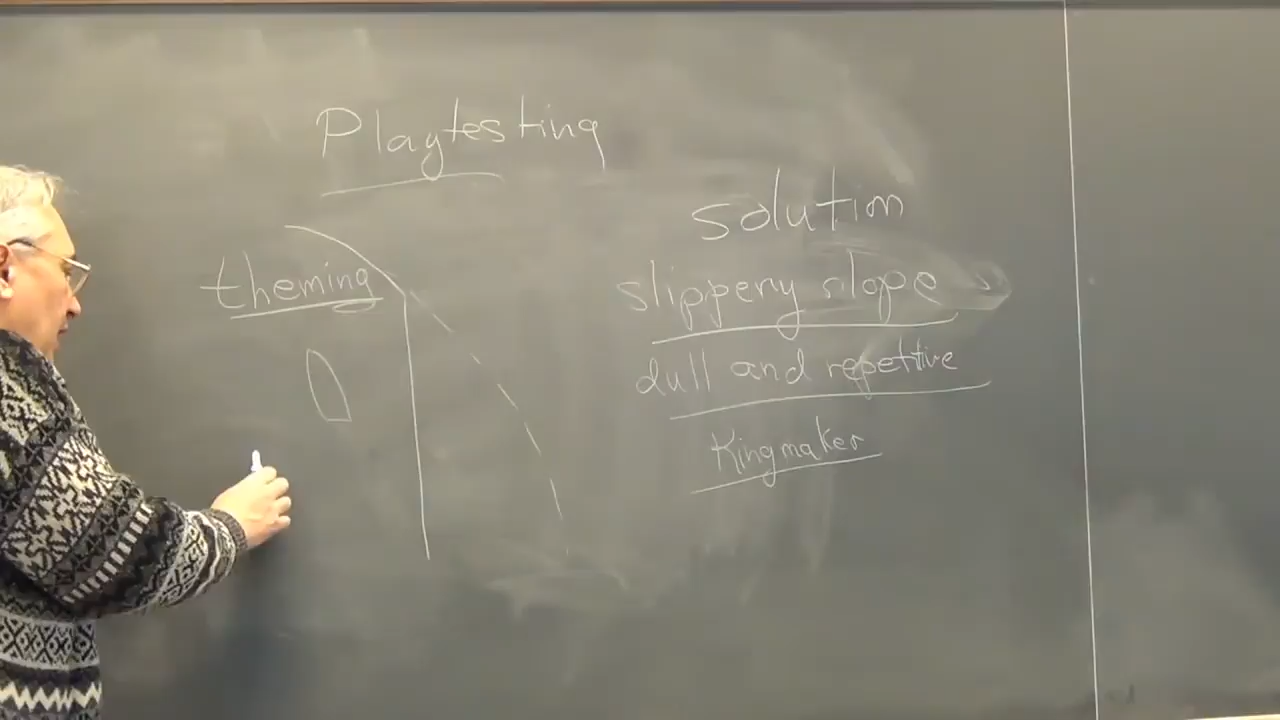 Playtesting
theming
solution
slippery slope
dull and repetitive
Kingmaker